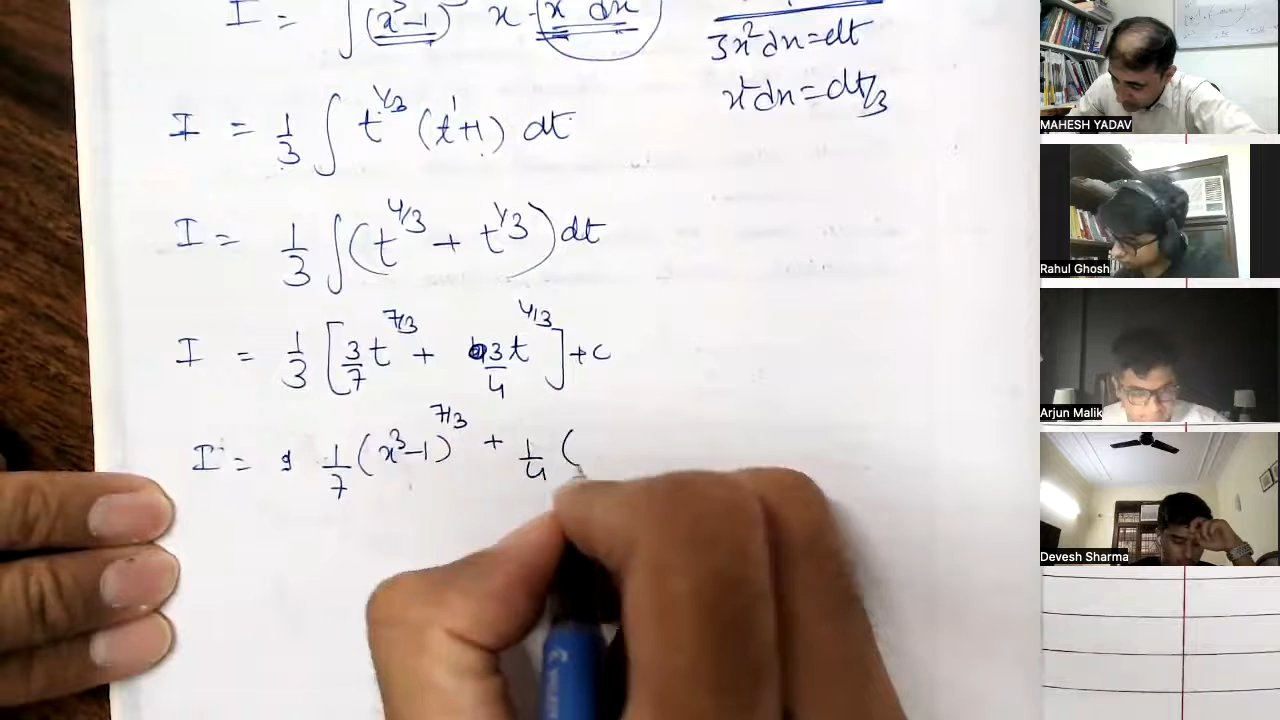 I = ∫(x³-1) x · x² dx
3x²dx=dt
x²dx=dt/3
I = 1/3 ∫ t^1/3 (t+1) dt
I = 1/3 ∫(t^4/3 + t^1/3) dt
I = 1/3 [3/7 t^7/3 + 3/4 t^4/3] + c
I = 1/7 (x³-1)^7/3 + 1/4 (
MAHESH YADAV
Rahul Ghosh
Arjun Malik
Devesh Sharma